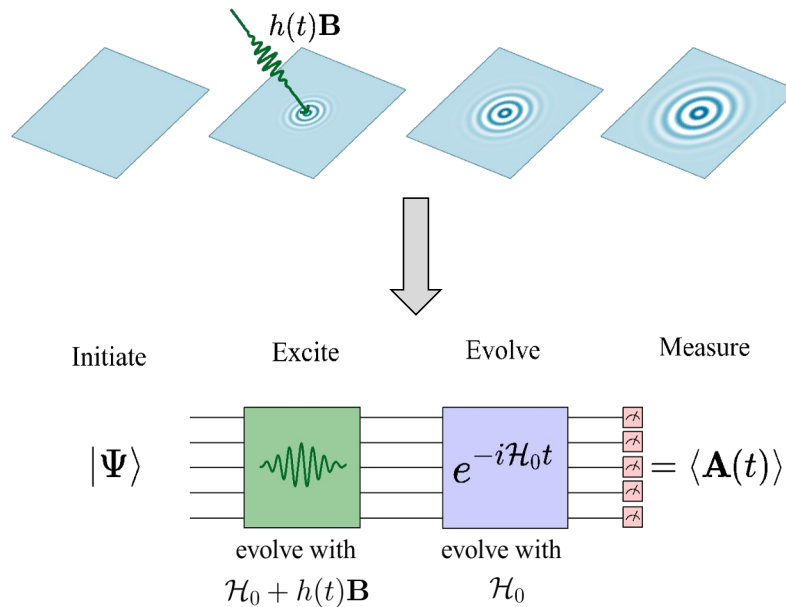 h(t)B
Initiate Excite Evolve Measure
|Ψ⟩ e^{-iℋ₀t} = ⟨A(t)⟩
evolve with evolve with
ℋ₀ + h(t)B ℋ₀